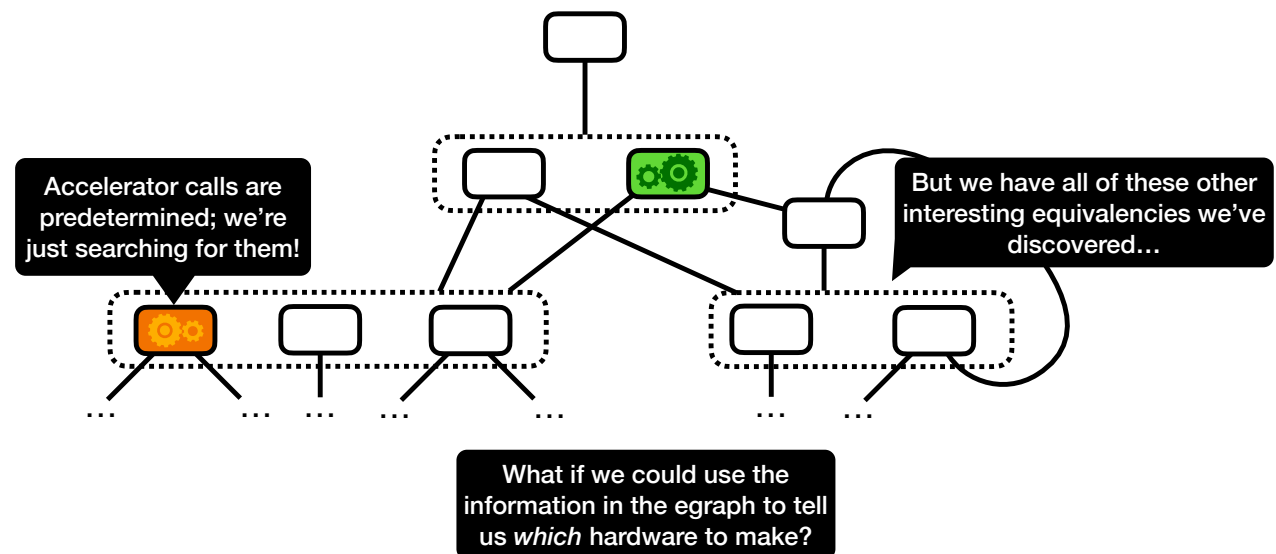 Accelerator calls are
predetermined; we're
just searching for them!
But we have all of these other
interesting equivalencies we've
discovered…
...
...
...
...
...
...
...
What if we could use the
information in the egraph to tell
us which hardware to make?